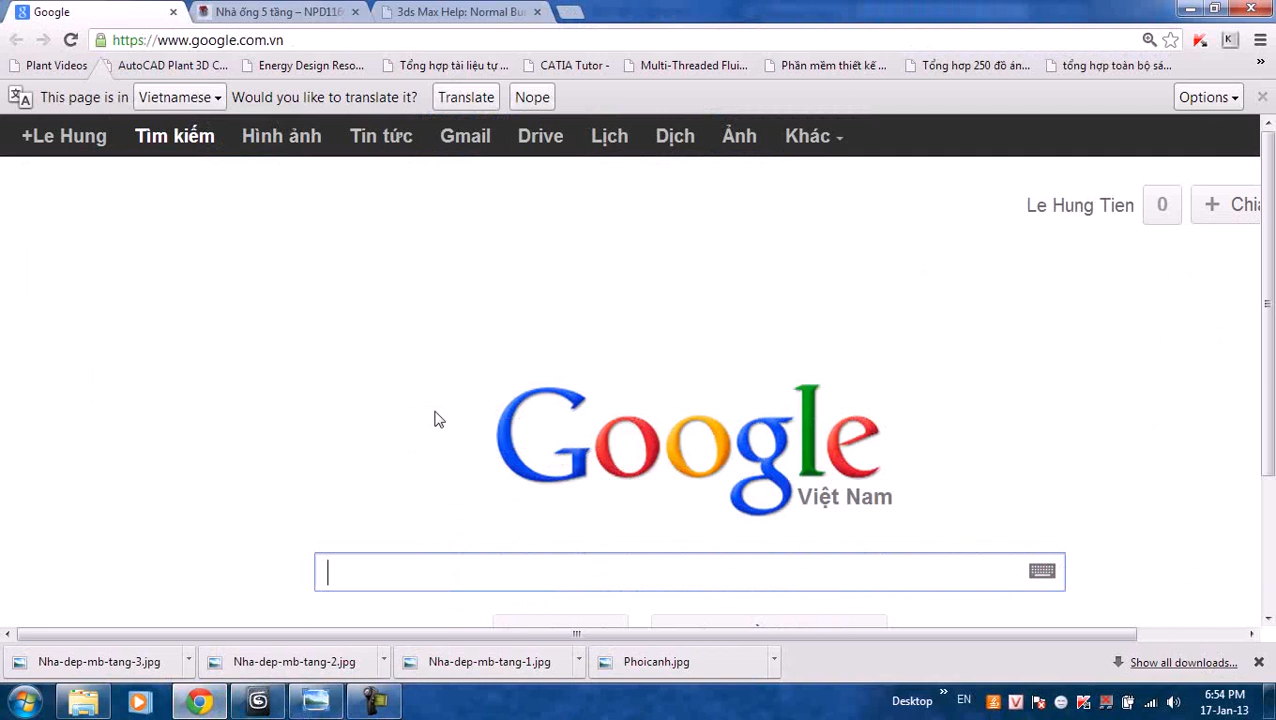 Google
Nhà ống 5 tầng – NPD116
3ds Max Help: Normal Bu
https://www.google.com.vn
Plant Videos
AutoCAD Plant 3D C...
Energy Design Reso...
Tổng hợp tài liệu tự ...
CATIA Tutor -
Multi-Threaded Flui...
Phần mềm thiết kế ...
Tổng hợp 250 đồ án...
tổng hợp toàn bộ sá...
»
This page is in
Vietnamese
Would you like to translate it?
Translate
Nope
Options
+Le Hung
Tìm kiếm
Hình ảnh
Tin tức
Gmail
Drive
Lịch
Dịch
Ảnh
Khác
Le Hung Tien
0
+ Chia
Google
Việt Nam
Nha-dep-mb-tang-3.jpg
Nha-dep-mb-tang-2.jpg
Nha-dep-mb-tang-1.jpg
Phoicanh.jpg
Show all downloads...
Desktop
»
EN
6:54 PM
17-Jan-13